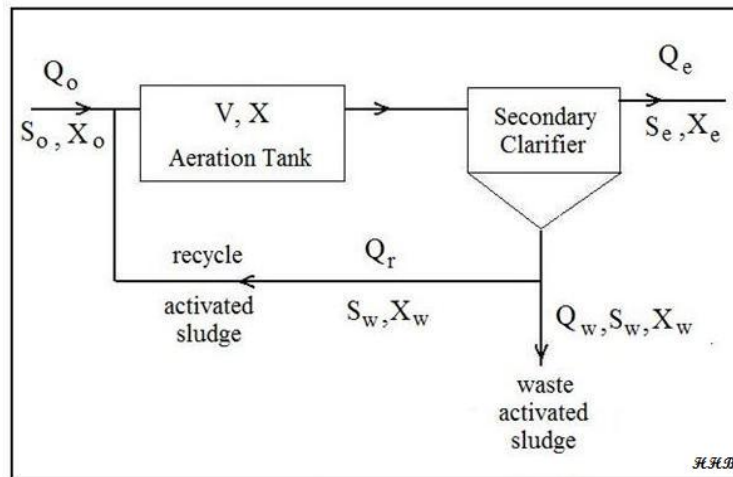 Qo
So, Xo
V, X
Aeration Tank
Secondary
Clarifier
Qe
Se,Xe
recycle
activated
sludge
Qr
Sw,Xw
Qw,Sw,Xw
waste
activated
sludge
ℋℋℬ